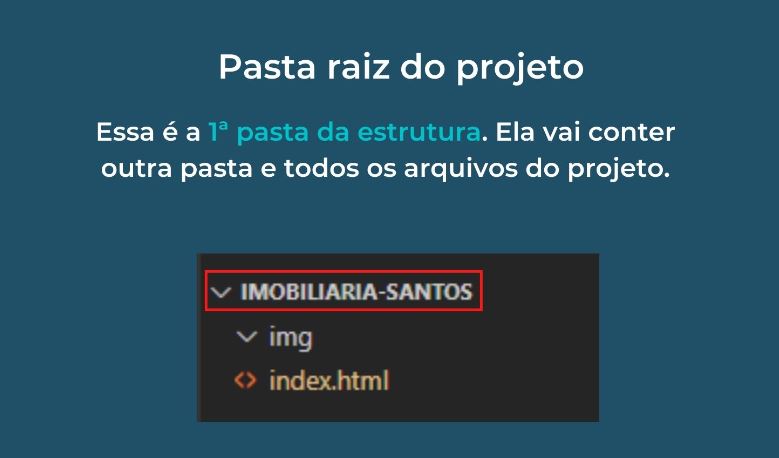 Pasta raiz do projeto
Essa é a 1ª pasta da estrutura. Ela vai conter
outra pasta e todos os arquivos do projeto.
IMOBILIARIA-SANTOS
img
index.html